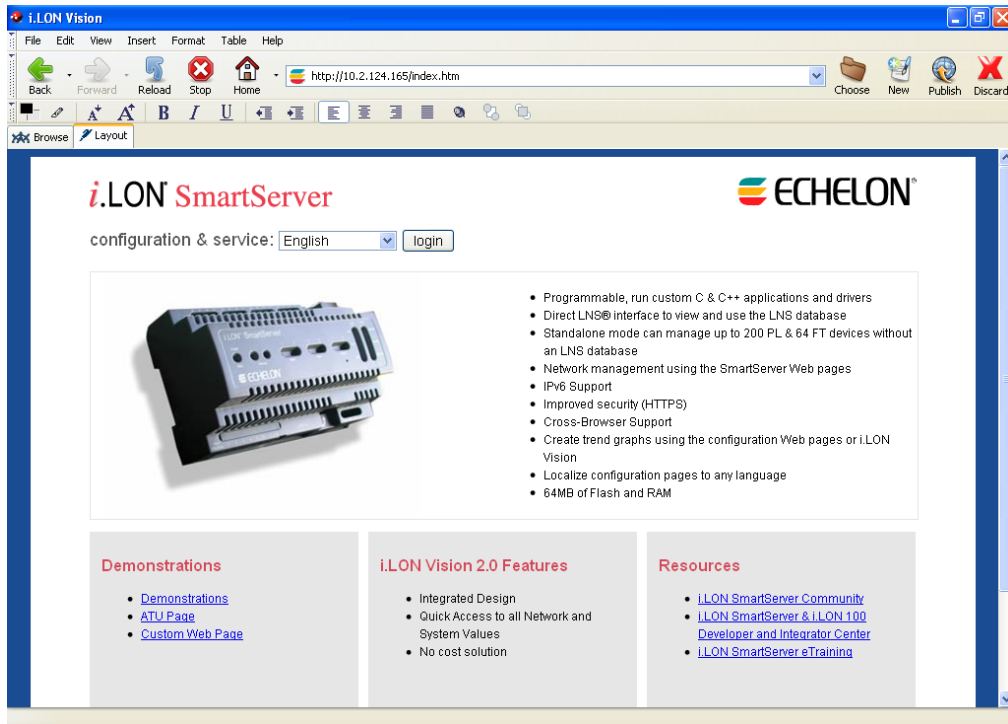 i.LON Vision
File Edit View Insert Format Table Help
http://10.2.124.165/index.htm
Back Forward Reload Stop Home Choose New Publish Discard
B I U
Browse Layout
i.LON SmartServer
ECHELON®
configuration & service: English login
i.LON SmartServer
ECHELON
Programmable, run custom C & C++ applications and drivers
Direct LNS® interface to view and use the LNS database
Standalone mode can manage up to 200 PL & 64 FT devices without
an LNS database
Network management using the SmartServer Web pages
IPv6 Support
Improved security (HTTPS)
Cross-Browser Support
Create trend graphs using the configuration Web pages or i.LON
Vision
Localize configuration pages to any language
64MB of Flash and RAM
Demonstrations
Demonstrations
ATU Page
Custom Web Page
i.LON Vision 2.0 Features
Integrated Design
Quick Access to all Network and
System Values
No cost solution
Resources
i.LON SmartServer Community
i.LON SmartServer & i.LON 100
Developer and Integrator Center
i.LON SmartServer eTraining